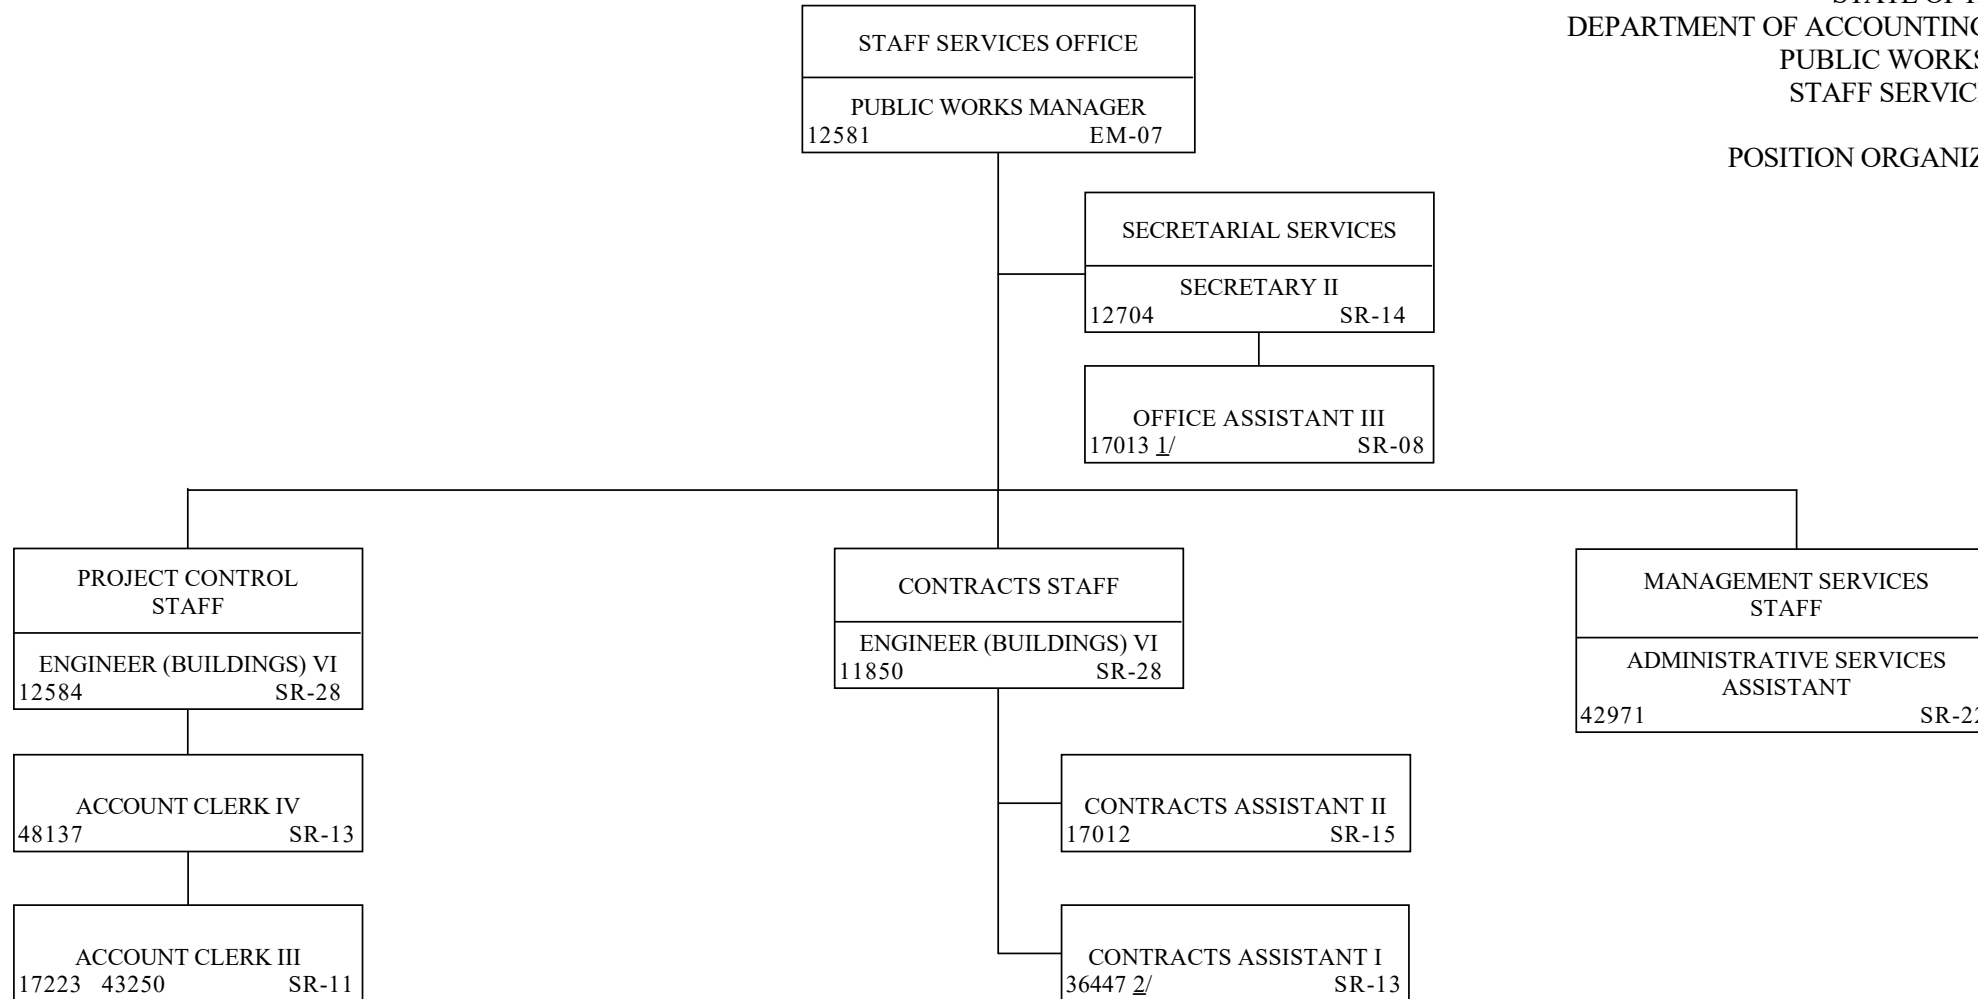 DEPARTMENT OF ACCOUNTING
PUBLIC WORKS
STAFF
POSITION
STAFF SERVICES OFFICE
PUBLIC WORKS MANAGER
12581 EM-07
SECRETARIAL SERVICES
SECRETARY II
12704 SR-14
OFFICE ASSISTANT III
17013 1/ SR-08
PROJECT CONTROL
STAFF
ENGINEER (BUILDINGS) VI
12584 SR-28
CONTRACTS STAFF
ENGINEER (BUILDINGS) VI
11850 SR-28
MANAGEMENT SERVICES
STAFF
ADMINISTRATIVE SERVICES
ASSISTANT
42971 SR-22
ACCOUNT CLERK IV
48137 SR-13
CONTRACTS ASSISTANT II
17012 SR-15
ACCOUNT CLERK III
17223 43250 SR-11
CONTRACTS ASSISTANT I
36447 2/ SR-13